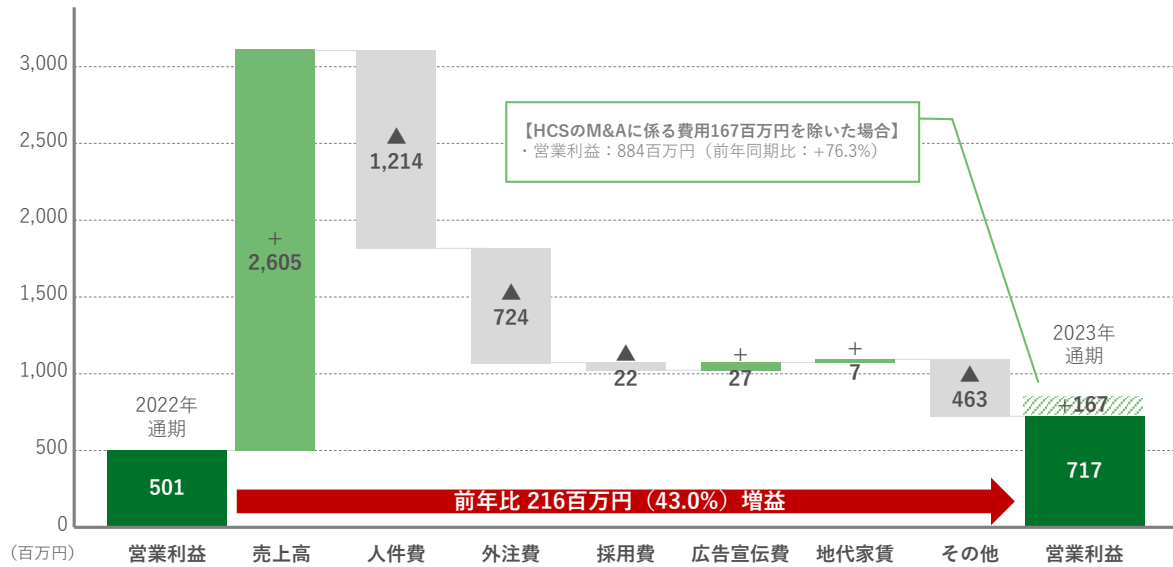 3,000
2,500
2,000
1,500
1,000
500
0
(百万円)
【HCSのM&Aに係る費用167百万円を除いた場合】
・営業利益：884百万円（前年同期比：+76.3%）
2022年
通期
501
+
2,605
▲
1,214
▲
724
▲
22
+
27
+
7
▲
463
2023年
通期
+167
717
前年比 216百万円（43.0%）増益
営業利益
売上高
人件費
外注費
採用費
広告宣伝費
地代家賃
その他
営業利益